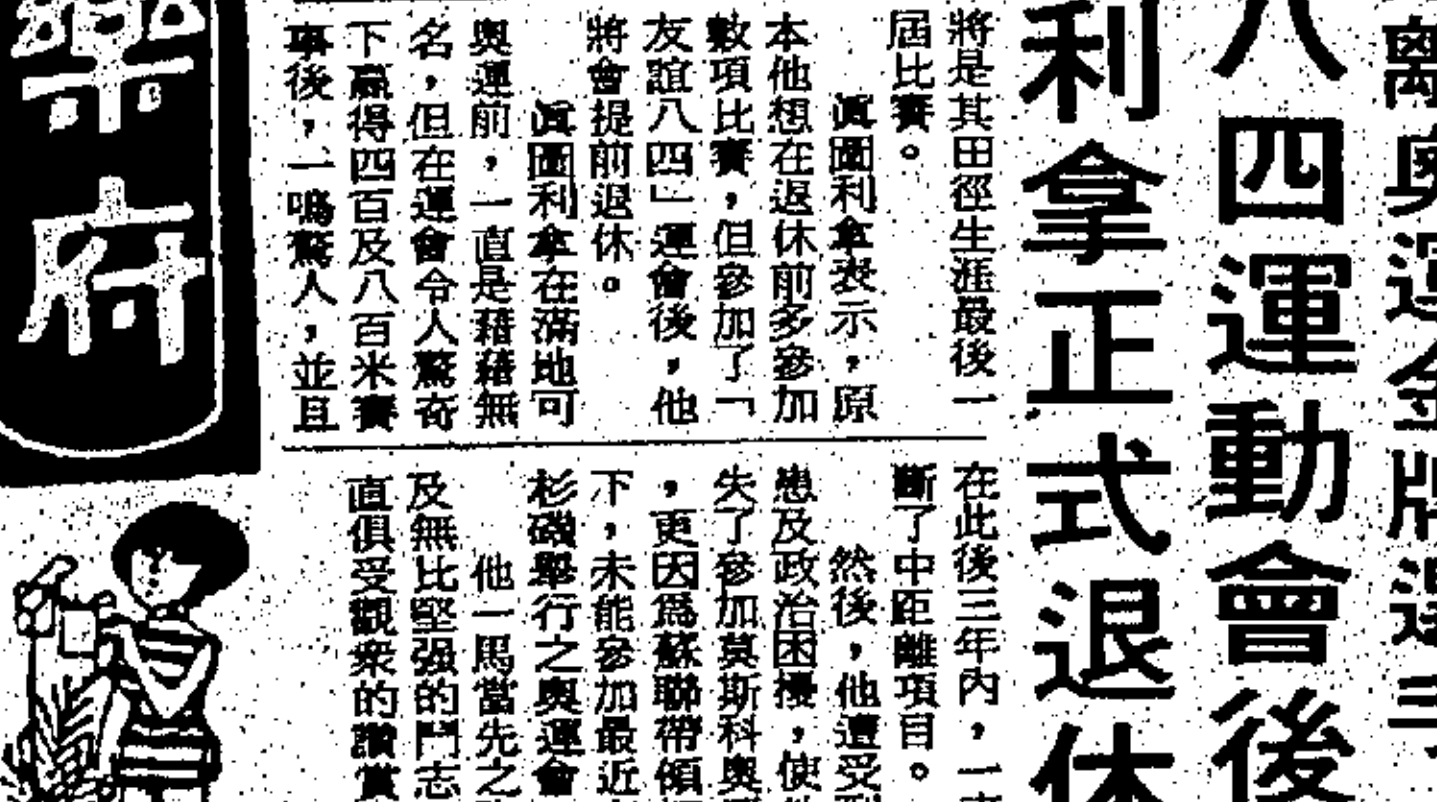 奧運金牌
八四運動會後
利拿正式退休
將是其田徑生涯最後一
屆比賽。
眞圖利拿表示，原
本他想在退休前多參加
數項比賽，但參加了「
友誼八四」運會後，他
將會提前退休。
眞圖利拿在滿地可
奧運前，一直是藉藉無
名，但在運會令人驚奇
下贏得四百及八百米賽
事後，一鳴驚人，並且
在此後三年內，一
斷了中距離項目。
然後，他遭受
患及政治困擾，使
失了參加莫斯科奧
，更因爲蘇聯帶領
下，未能參加最近
杉磯舉行之奧運會
他一馬當先之
及無比堅强的鬥志
直俱受觀衆的讚賞
樂府